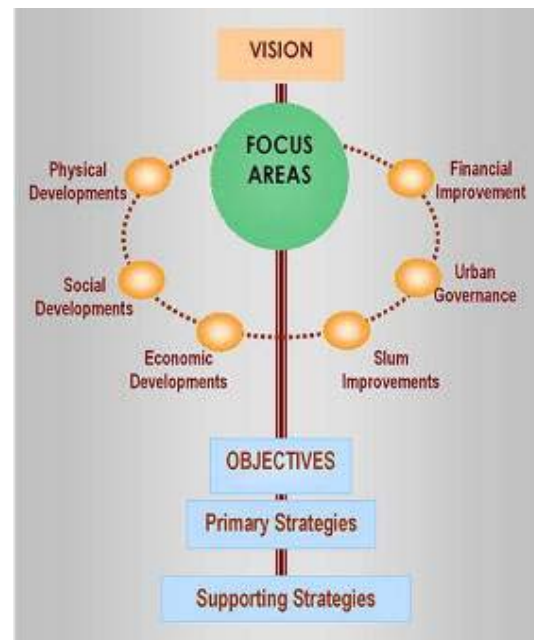 VISION
FOCUS
AREAS
Physical
Developments
Financial
Improvement
Social
Developments
Urban
Governance
Economic
Developments
Slum
Improvements
OBJECTIVES
Primary Strategies
Supporting Strategies